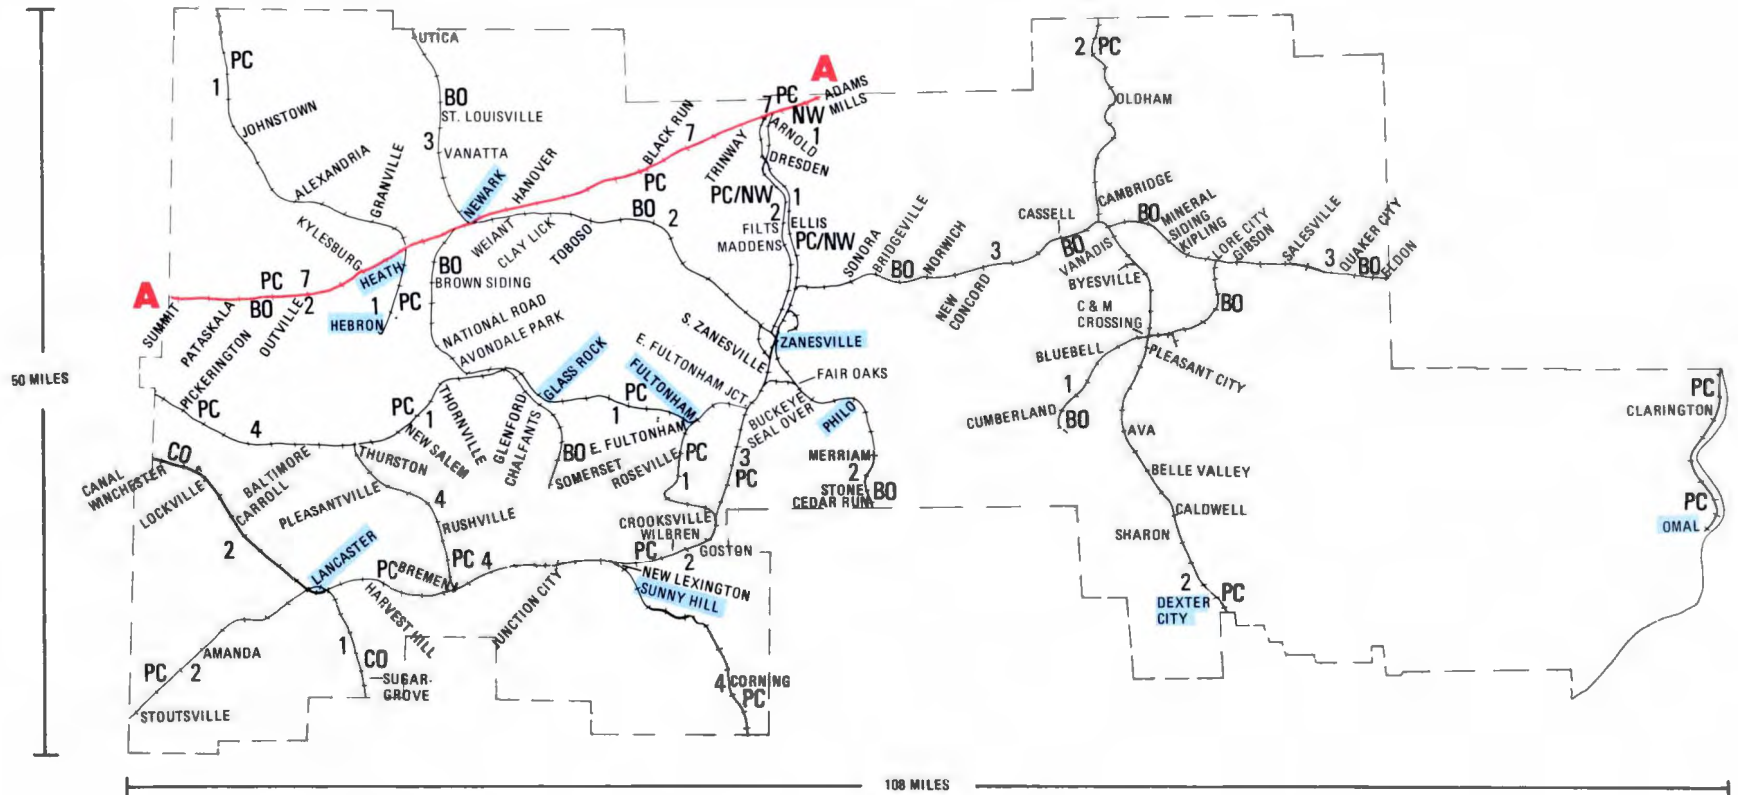 UTICA
PC
1
JOHNSTOWN
ALEXANDRIA
GRANVILLE
KYLESBURG
BO
ST. LOUISVILLE
3
VANATTA
NEWARK
HANOVER
WEIANT
CLAY LICK
TOBOSO
BLACK RUN
7
PC
BO
2
TRINWAY
A
PC
7
NW
1
ADAMS
MILLS
ARNOLD
DRESDEN
PC/NW
1
2
FILTS
ELLIS
MADDENS
PC/NW
2
PC
OLDHAM
CAMBRIDGE
CASSELL
BO
VANADIS
BO
MINERAL
SIDING
KIPLING
LORE CITY
GIBSON
SALESVILLE
3
QUAKER CITY
BO
ELDON
SONORA
BRIDGEVILLE
BO
NORWICH
3
NEW
CONCORD
BYESVILLE
C & M
CROSSING
BO
BLUEBELL
PLEASANT CITY
1
CUMBERLAND
BO
AVA
BELLE VALLEY
CALDWELL
SHARON
2
PC
DEXTER
CITY
A
SUMMIT
PATASKALA
PC
7
BO
2
OUTVILLE
PICKERINGTON
HEATH
1
PC
HEBRON
BO
BROWN SIDING
NATIONAL ROAD
AVONDALE PARK
GLASS ROCK
FULTONHAM
S. ZANESVILLE
E. FULTONHAM JCT.
ZANESVILLE
FAIR OAKS
BUCKEYE
SEAL OVER
PHILO
MERRIAM
2
STONE
CEDAR RUN
BO
50 MILES
PC
4
PC
1
NEW SALEM
THORNVILLE
GLENFORD
CHALFANTS
PC
1
BO
E. FULTONHAM
SOMERSET
ROSEVILLE
PC
1
3
PC
CO
CANAL
WINCHESTER
LOCKVILLE
BALTIMORE
CARROLL
THURSTON
PLEASANTVILLE
4
RUSHVILLE
2
LANCASTER
PC
BREMEN
PC
4
HARVEST HILL
JUNCTION CITY
CROOKSVILLE
WILBREN
PC
2
GOSTON
NEW LEXINGTON
SUNNY HILL
4
CORNING
PC
AMANDA
PC
2
STOUTSVILLE
1
CO
SUGAR-
GROVE
PC
CLARINGTON
PC
OMAL
108 MILES